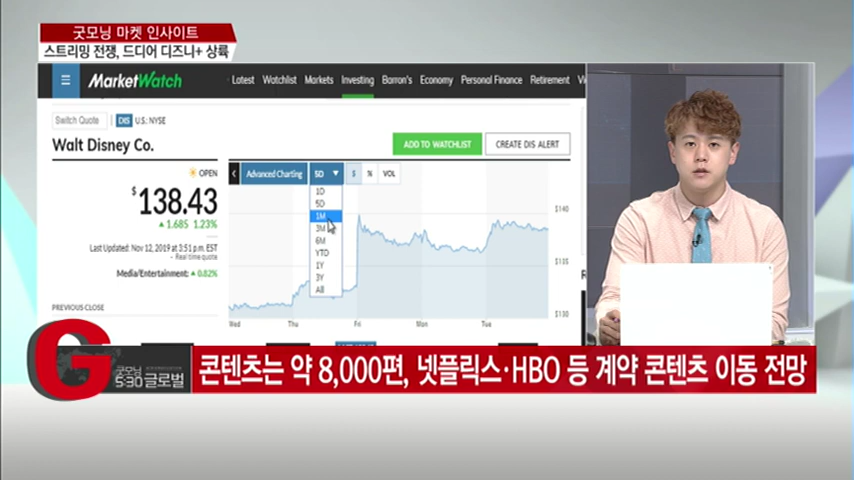 굿모닝 마켓 인사이트
스트리밍 전쟁, 드디어 디즈니+ 상륙
MarketWatch
Latest Watchlist Markets Investing Barron's Economy Personal Finance Retirement
Switch Quote DIS U.S.: NYSE
Walt Disney Co.
ADD TO WATCHLIST
CREATE DIS ALERT
OPEN
$138.43
1.685 1.23%
Last Updated: Nov 12, 2019 at 3:51 p.m. EST
Real time quote
Media/Entertainment: 0.82%
PREVIOUS CLOSE
Advanced Charting 5D $ % VOL
1D
5D
1M
3M
6M
YTD
1Y
3Y
All
$140
$135
$130
Wed Thu Fri Mon Tue
G
굿모닝
5:30 글로벌
콘텐츠는 약 8,000편, 넷플릭스·HBO 등 계약 콘텐츠 이동 전망